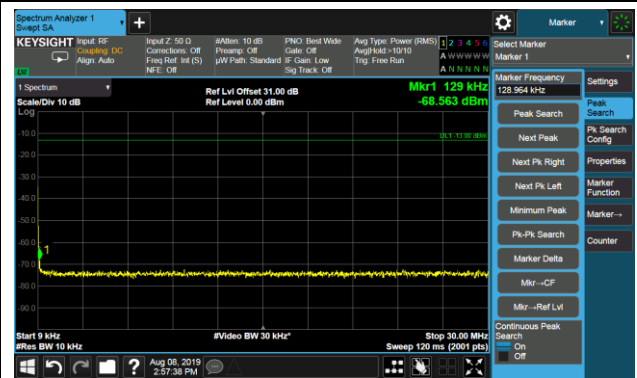 Spectrum Analyzer 1
Swept SA
Marker
KEYSIGHT
Input: RF
Coupling: DC
Align: Auto
Input Z: 50 Ω
Corrections: Off
Freq Ref: Int (S)
NFE: Off
#Atten: 10 dB
Preamp: Off
µW Path: Standard
PNO: Best Wide
Gate: Off
IF Gain: Low
Sig Track: Off
Avg Type: Power (RMS)
Avg|Hold:>10/10
Trig: Free Run
1 2 3 4 5 6
A W W W W W
A N N N N N
LW
Select Marker
Marker 1
1 Spectrum
Scale/Div 10 dB
Log
Ref Lvl Offset 31.00 dB
Ref Level 0.00 dBm
Mkr1 129 kHz
-68.563 dBm
DL1 -13.00 dBm
-10.0
-20.0
-30.0
-40.0
-50.0
-60.0
-70.0
-80.0
-90.0
1
Start 9 kHz
#Res BW 10 kHz
#Video BW 30 kHz*
Stop 30.00 MHz
Sweep 120 ms (2001 pts)
Marker Frequency
128.964 kHz
Peak Search
Next Peak
Next Pk Right
Next Pk Left
Minimum Peak
Pk-Pk Search
Marker Delta
Mkr→CF
Mkr→Ref Lvl
Continuous Peak
Search
On
Off
Settings
Peak
Search
Pk Search
Config
Properties
Marker
Function
Marker→
Counter
Aug 08, 2019
2:57:38 PM